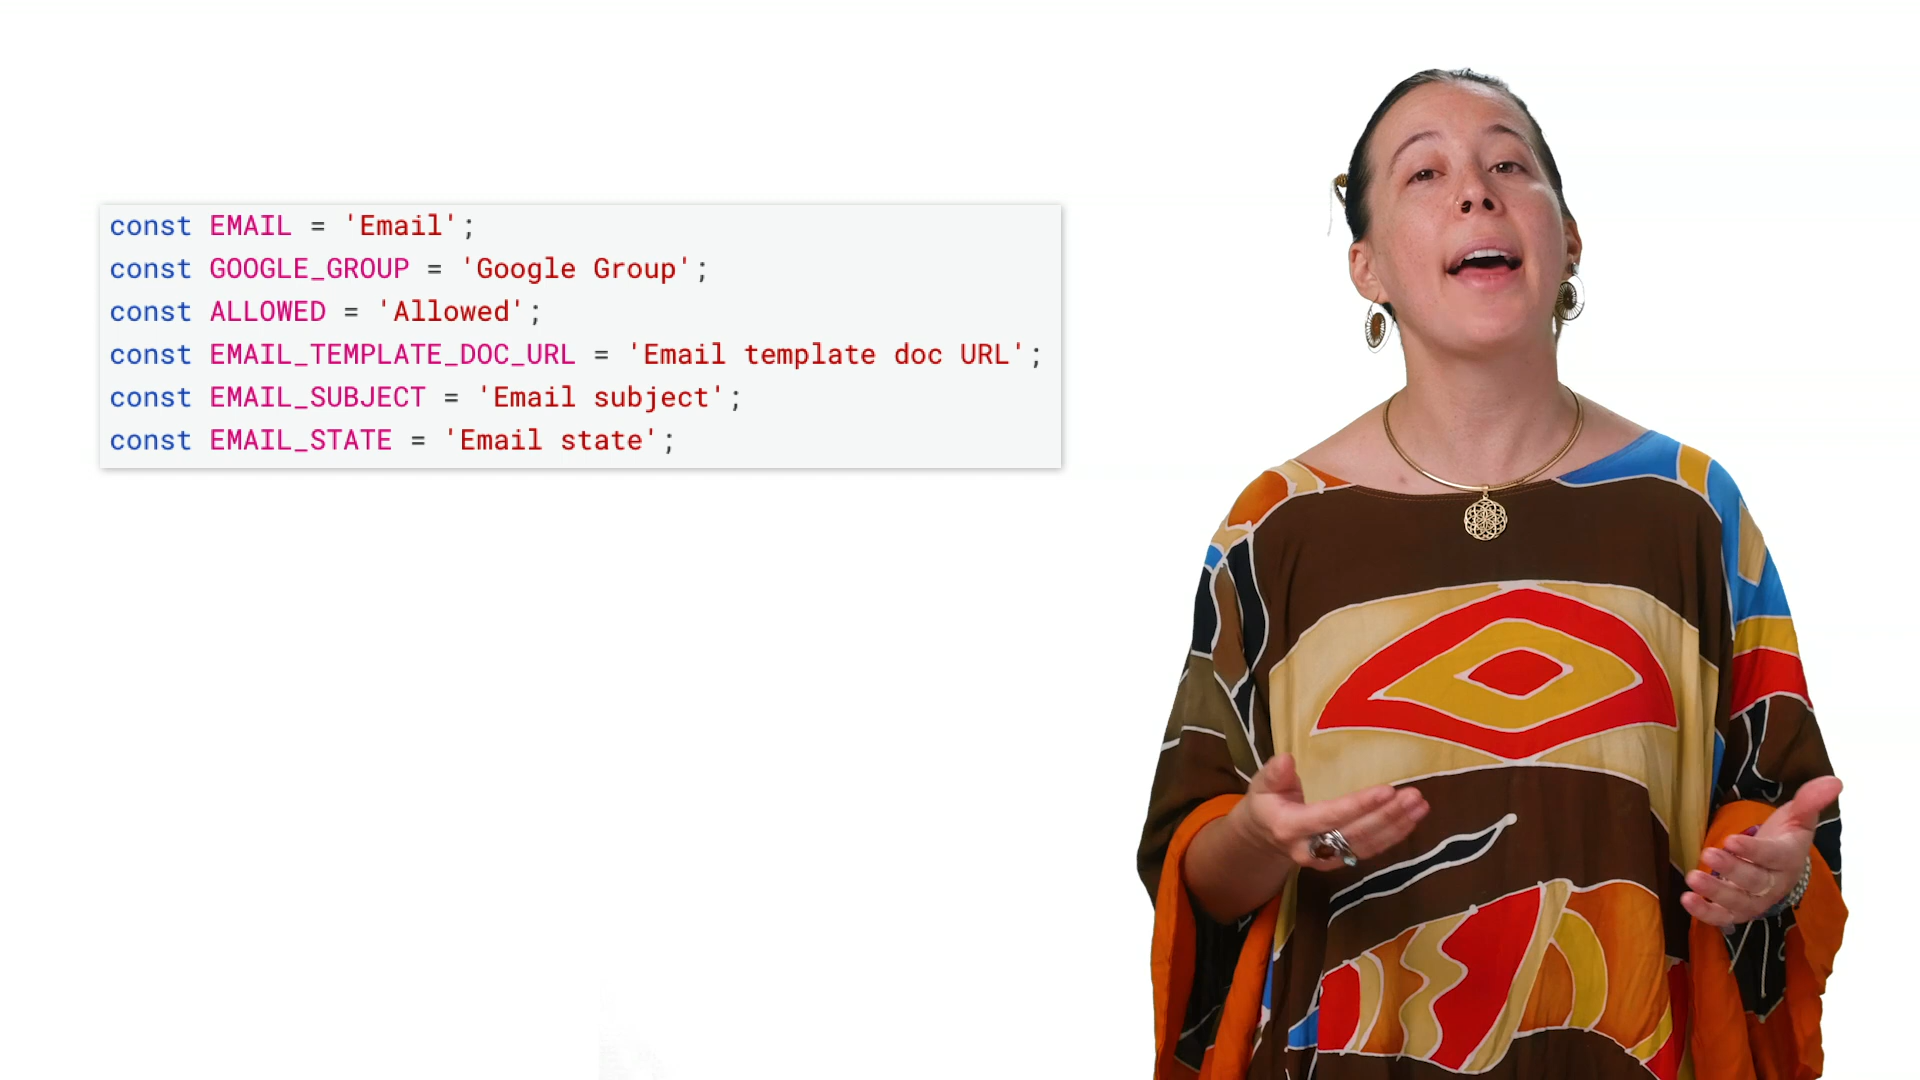 const EMAIL = 'Email';
const GOOGLE_GROUP = 'Google Group';
const ALLOWED = 'Allowed';
const EMAIL_TEMPLATE_DOC_URL = 'Email template doc URL';
const EMAIL_SUBJECT = 'Email subject';
const EMAIL_STATE = 'Email state';